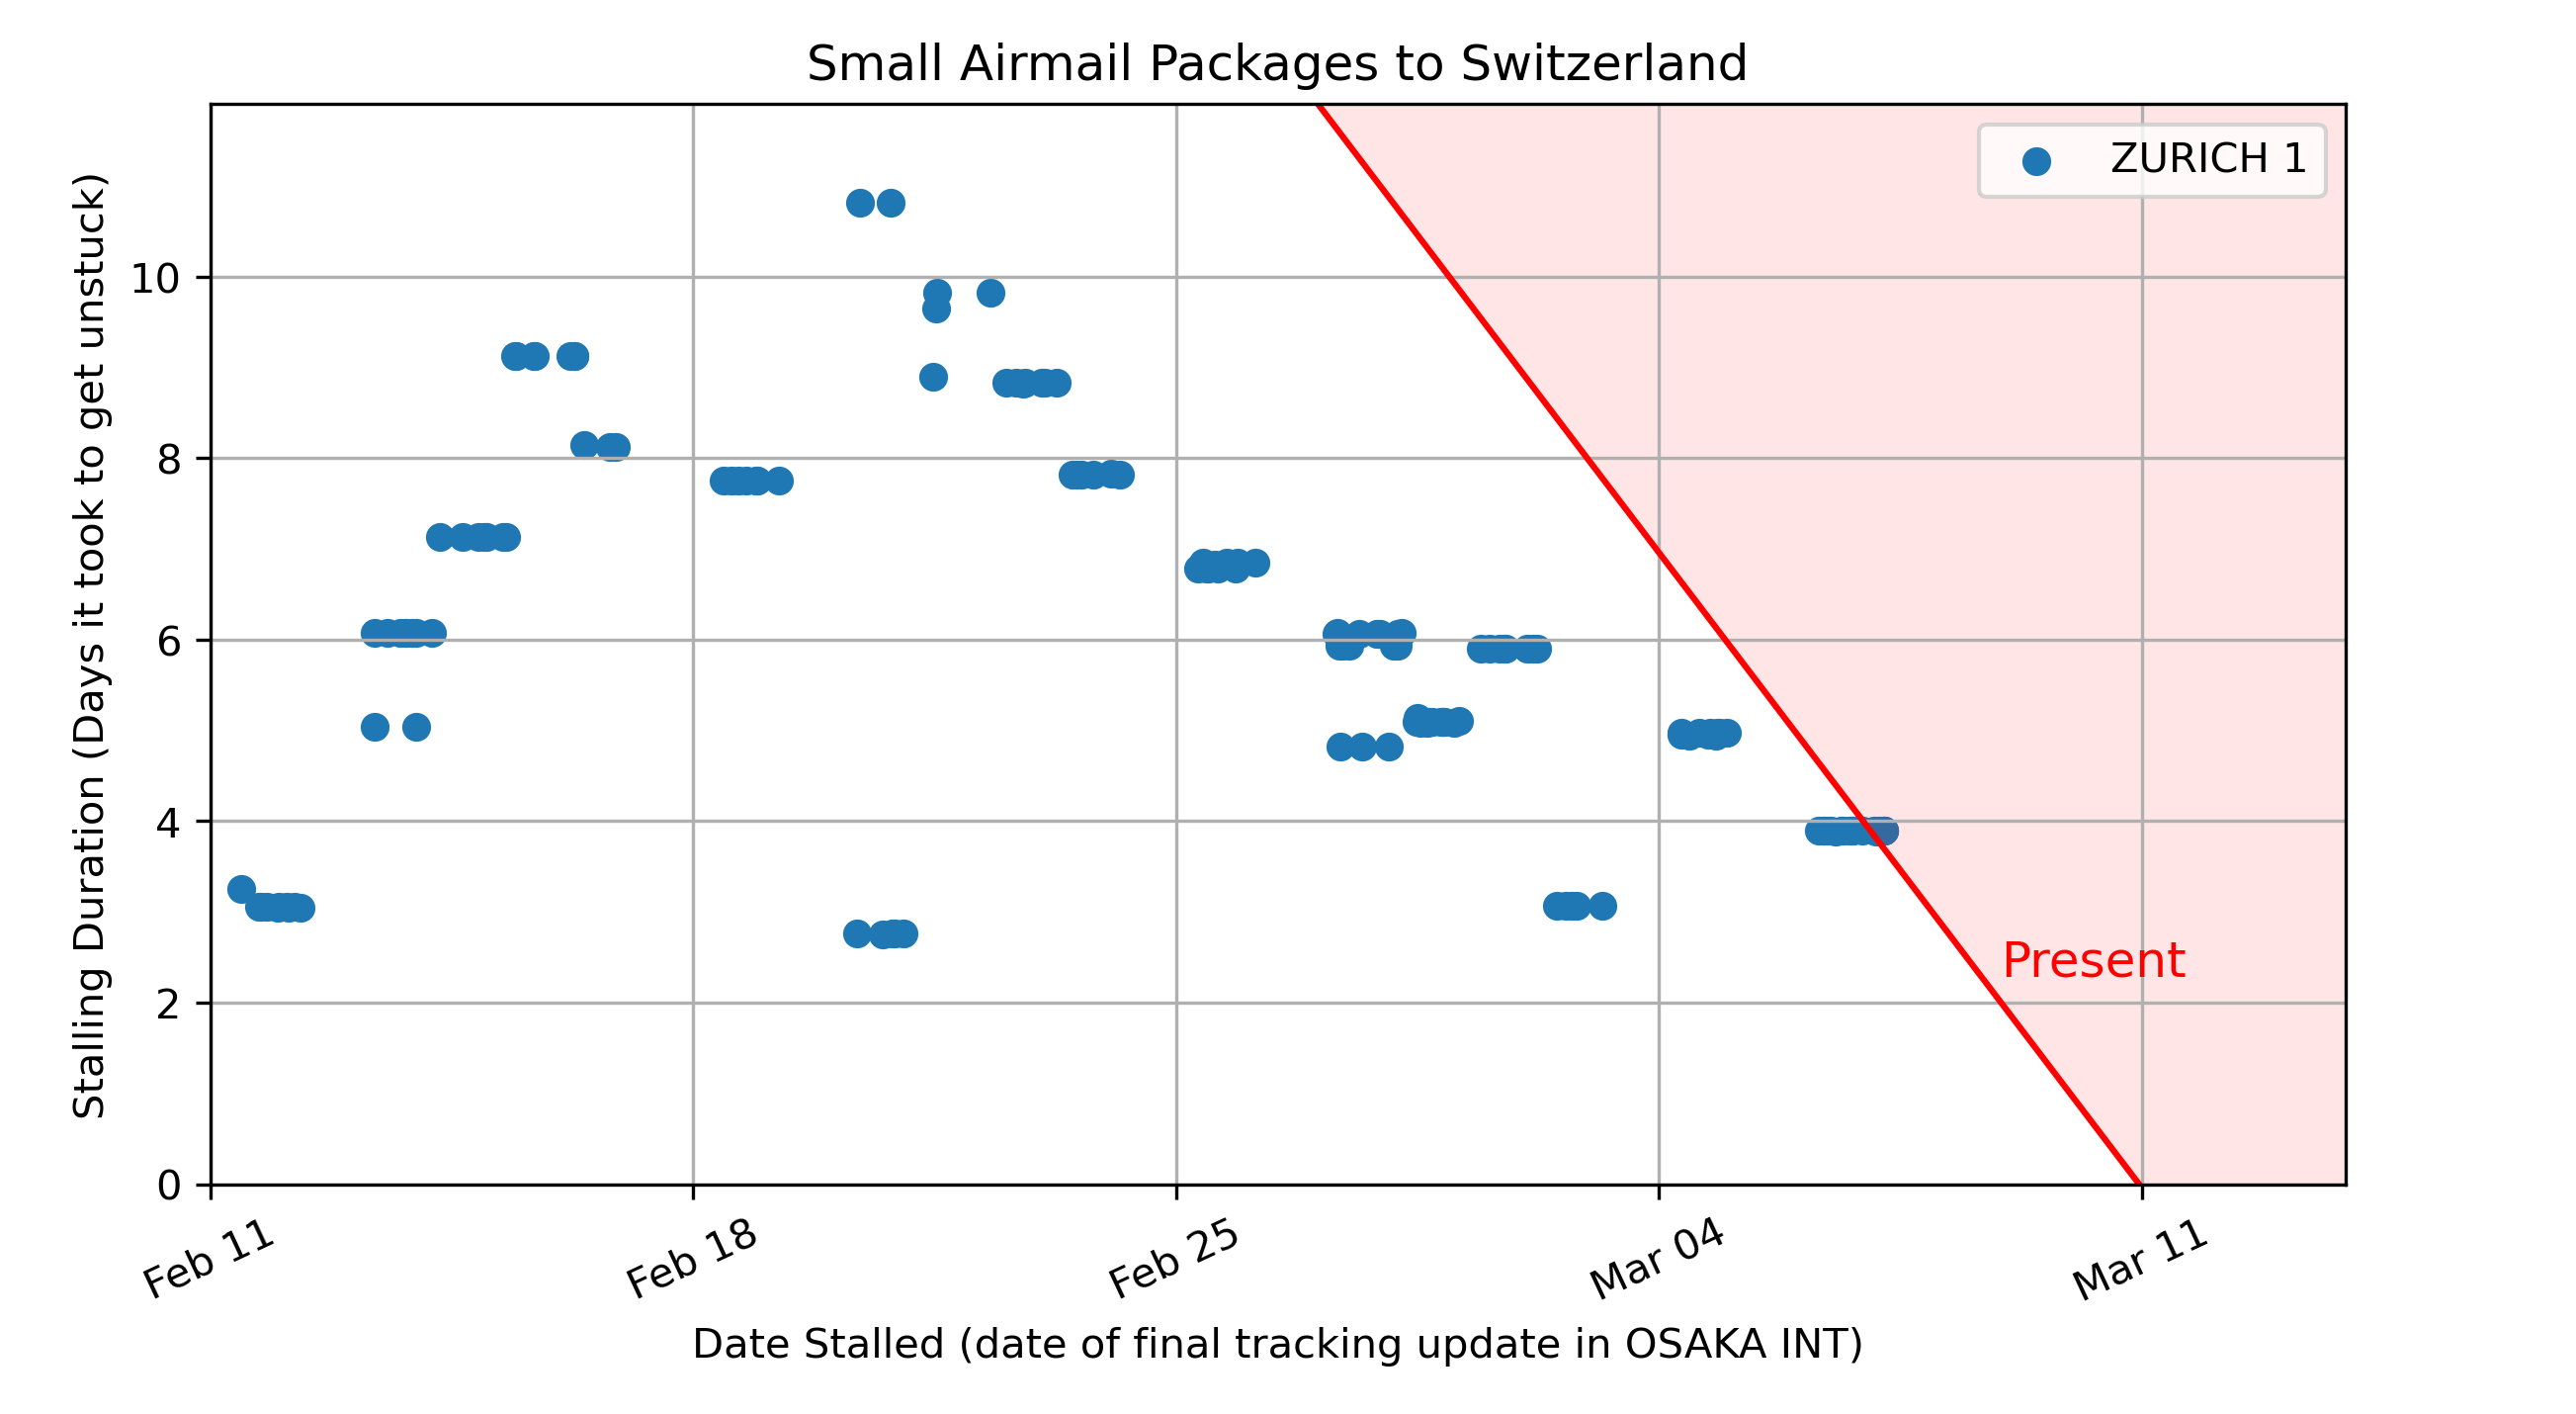 Small Airmail Packages to Switzerland
Stalling Duration (Days it took to get unstuck)
10
8
6
4
2
0
ZURICH 1
Present
Feb 11
Feb 18
Feb 25
Mar 04
Mar 11
Date Stalled (date of final tracking update in OSAKA INT)